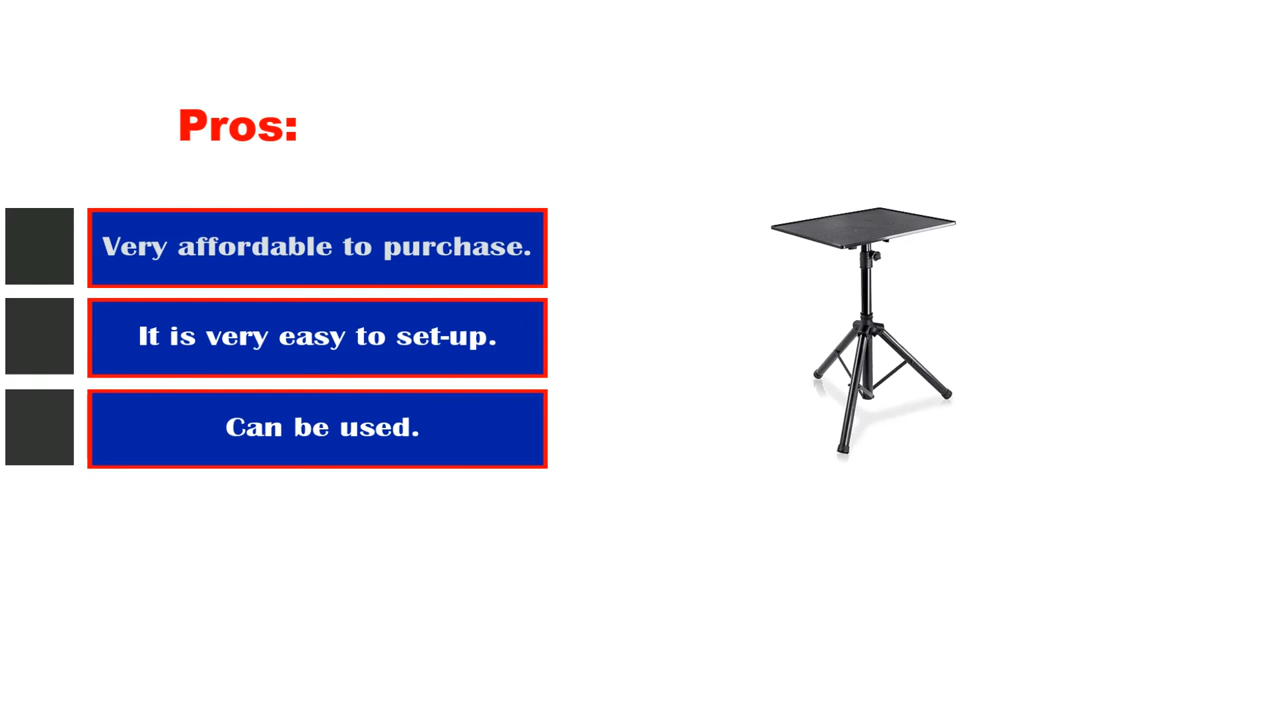 Pros:
Very affordable to purchase.
It is very easy to set-up.
Can be used.